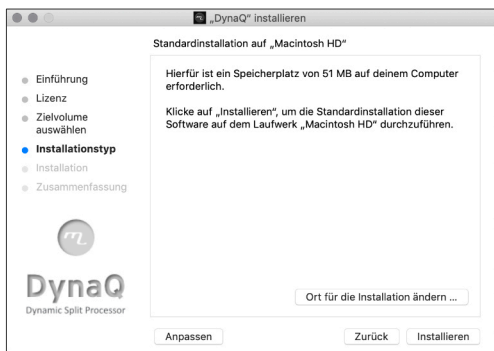 „DynaQ“ installieren
Standardinstallation auf „Macintosh HD“
Einführung
Lizenz
Zielvolume
auswählen
Installationstyp
Installation
Zusammenfassung
Hierfür ist ein Speicherplatz von 51 MB auf deinem Computer
erforderlich.
Klicke auf „Installieren“, um die Standardinstallation dieser
Software auf dem Laufwerk „Macintosh HD“ durchzuführen.
DynaQ
Dynamic Split Processor
Ort für die Installation ändern ...
Anpassen
Zurück
Installieren